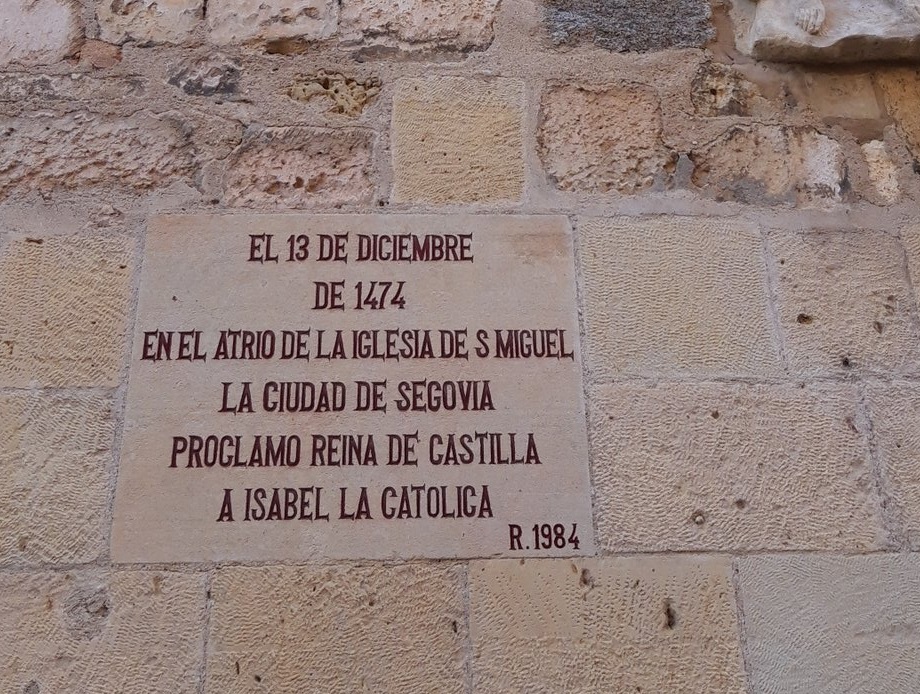 EL 13 DE DICIEMBRE
DE 1474
EN EL ATRIO DE LA IGLESIA DE S MIGUEL
LA CIUDAD DE SEGOVIA
PROCLAMO REINA DE CASTILLA
A ISABEL LA CATOLICA
R. 1984